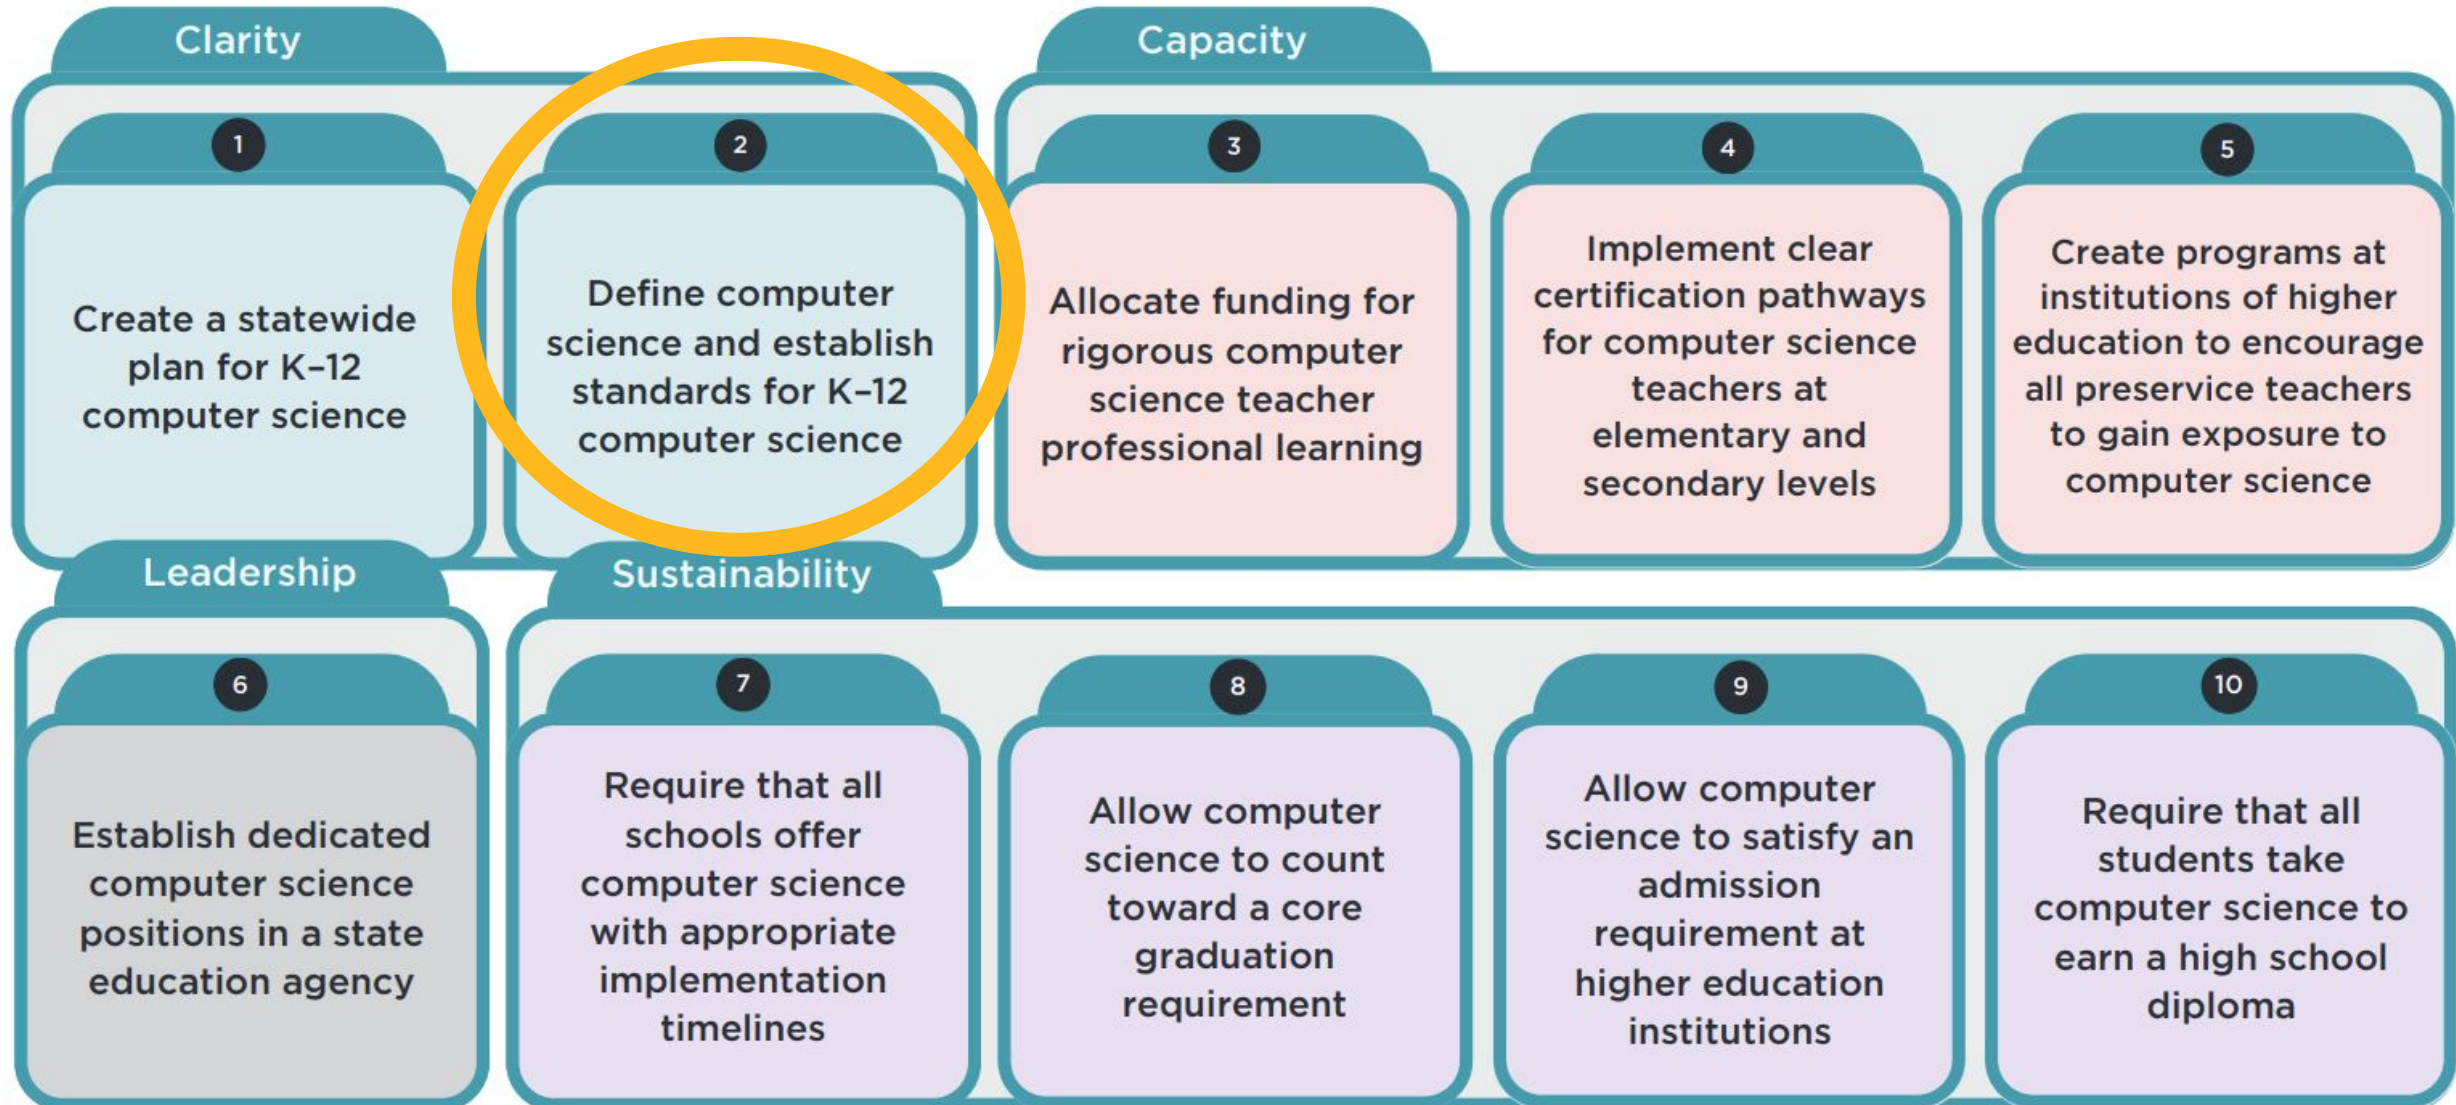 Clarity
1
Create a statewide
plan for K–12
computer science
2
Define computer
science and establish
standards for K–12
computer science
Capacity
3
Allocate funding for
rigorous computer
science teacher
professional learning
4
Implement clear
certification pathways
for computer science
teachers at
elementary and
secondary levels
5
Create programs at
institutions of higher
education to encourage
all preservice teachers
to gain exposure to
computer science
Leadership
6
Establish dedicated
computer science
positions in a state
education agency
Sustainability
7
Require that all
schools offer
computer science
with appropriate
implementation
timelines
8
Allow computer
science to count
toward a core
graduation
requirement
9
Allow computer
science to satisfy an
admission
requirement at
higher education
institutions
10
Require that all
students take
computer science to
earn a high school
diploma